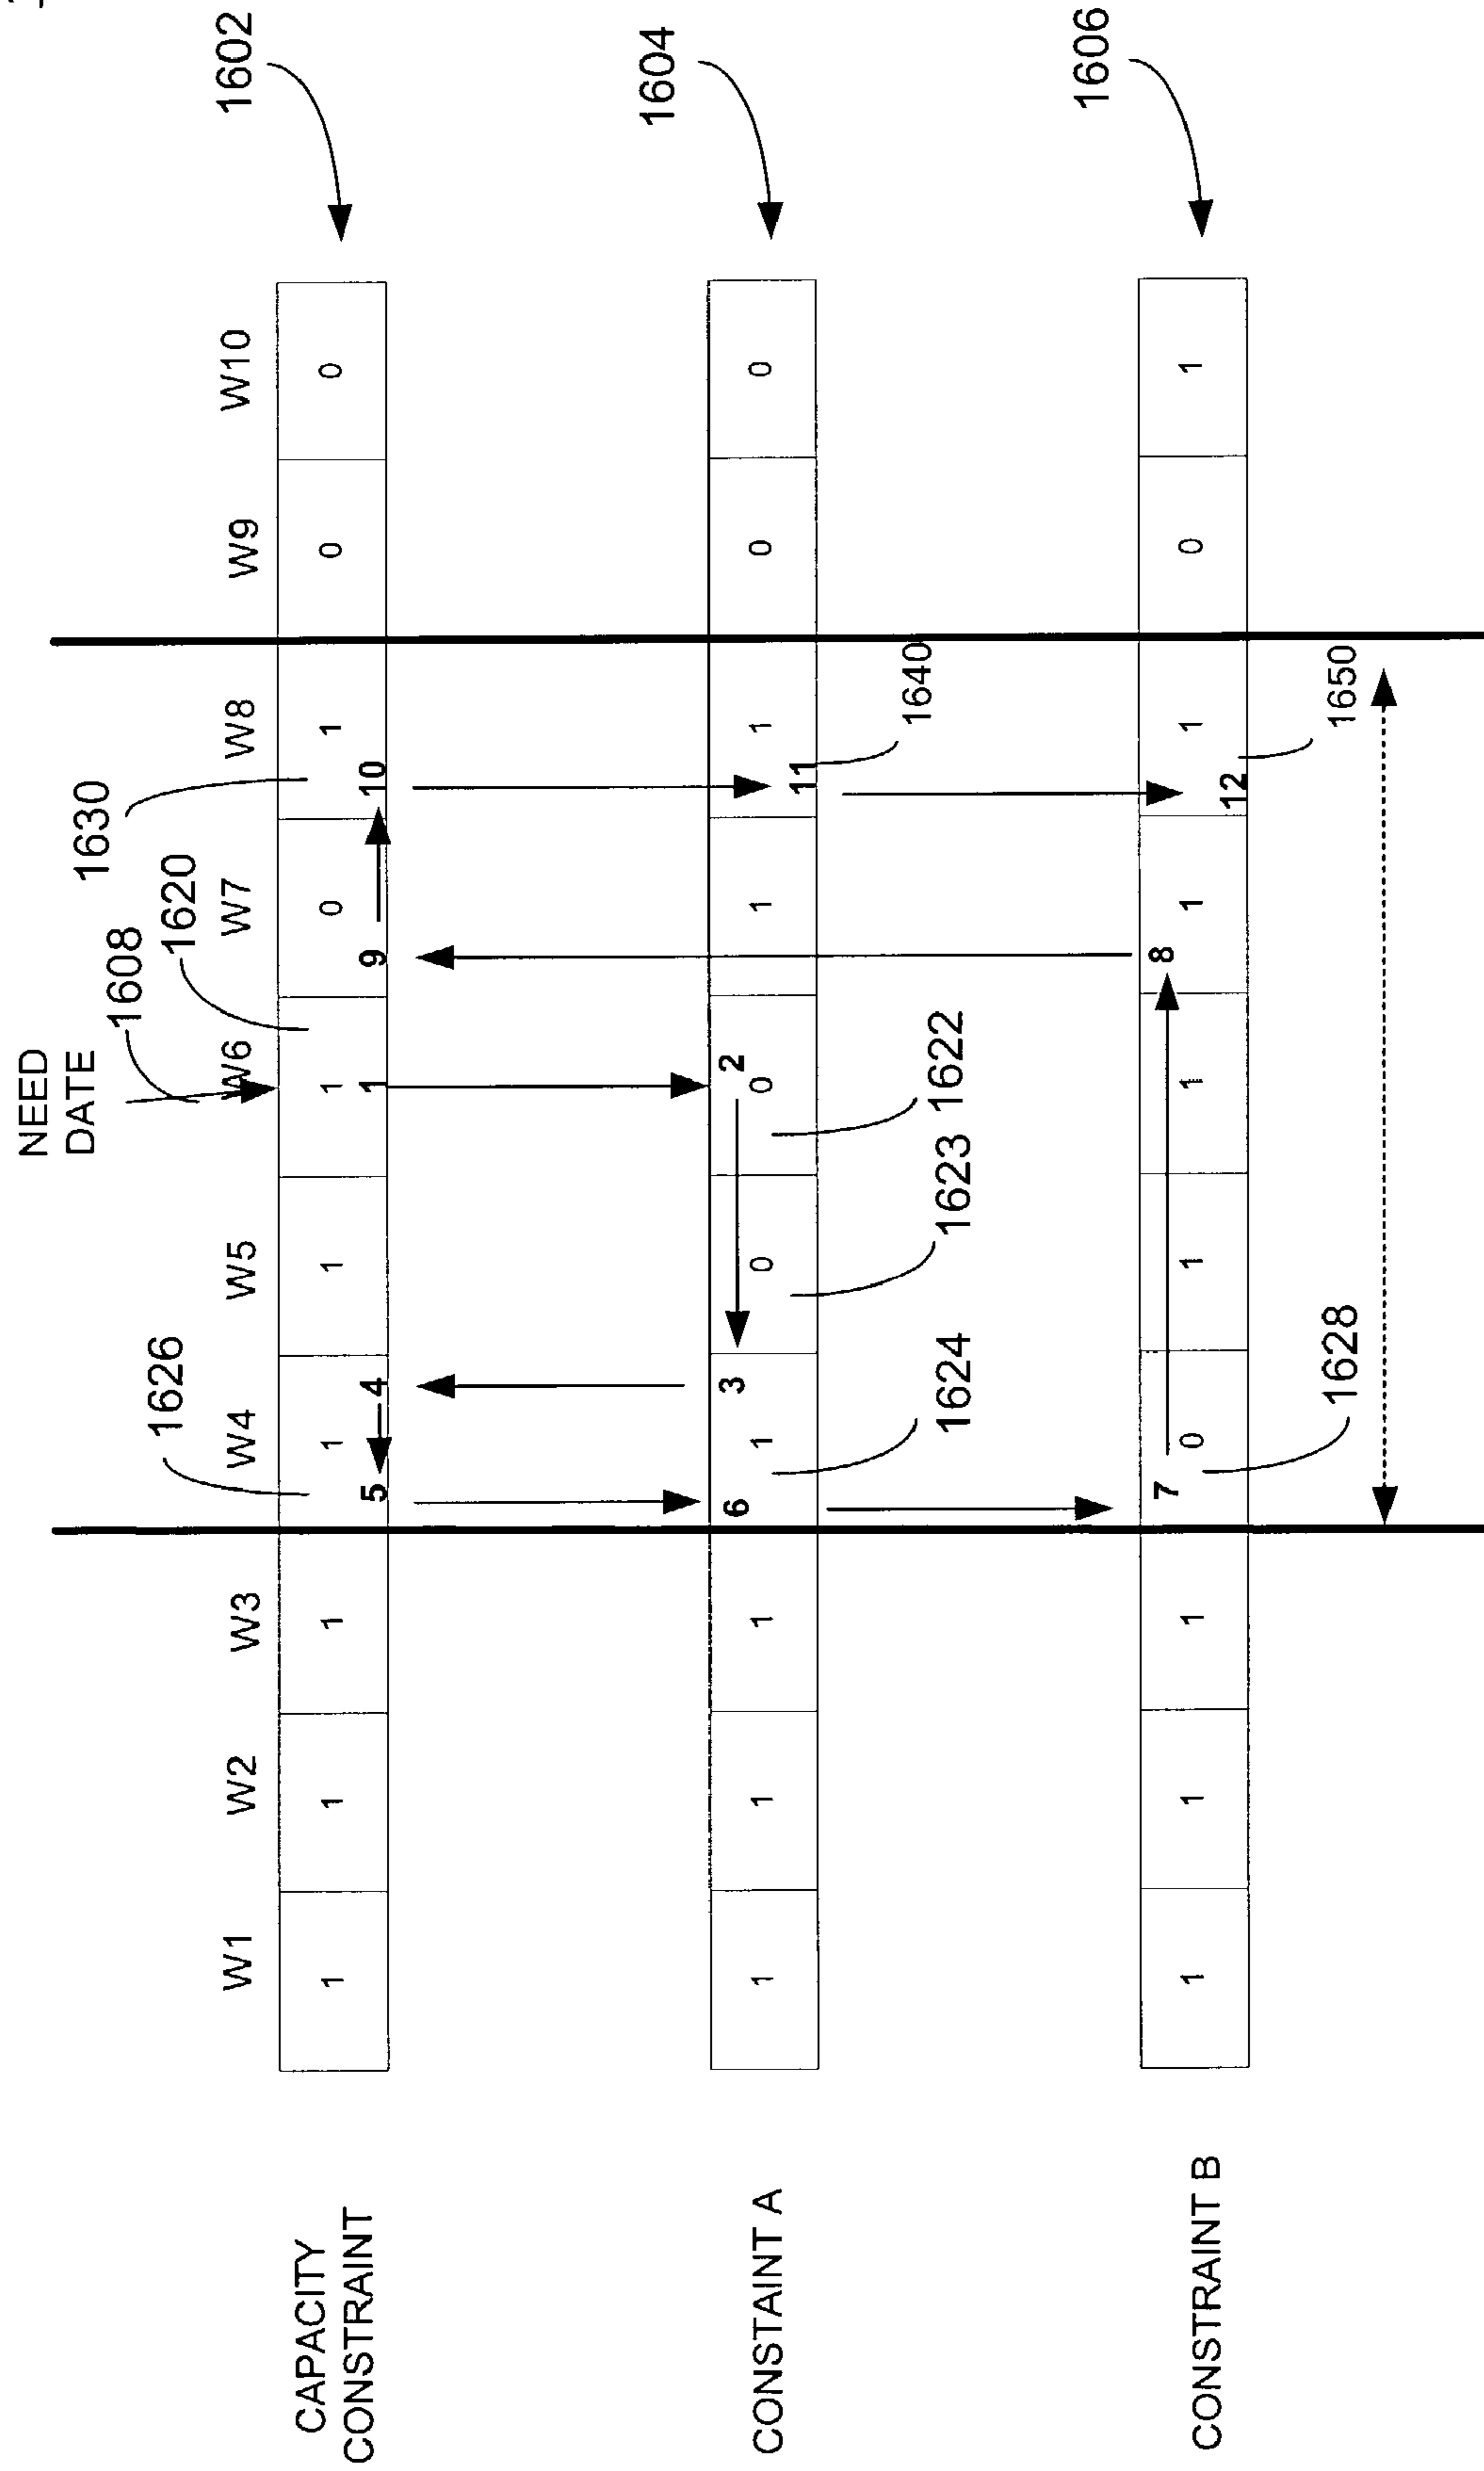 NEED
DATE
1608
1620
1630
1626
W1 W2 W3 W4 W5 W6 W7 W8 W9 W10
1602
CAPACITY
CONSTRAINT
1 1 1 1 1 1 0 1 0 0
5 4 1 9 10
1604
CONSTAINT A
6 3 2
1 1 1 1 0 0 1 1 0 0
11
1624 1623 1622 1640
1606
CONSTRAINT B
7 8
1 1 1 0 1 1 1 1 0 1
12
1628 1650